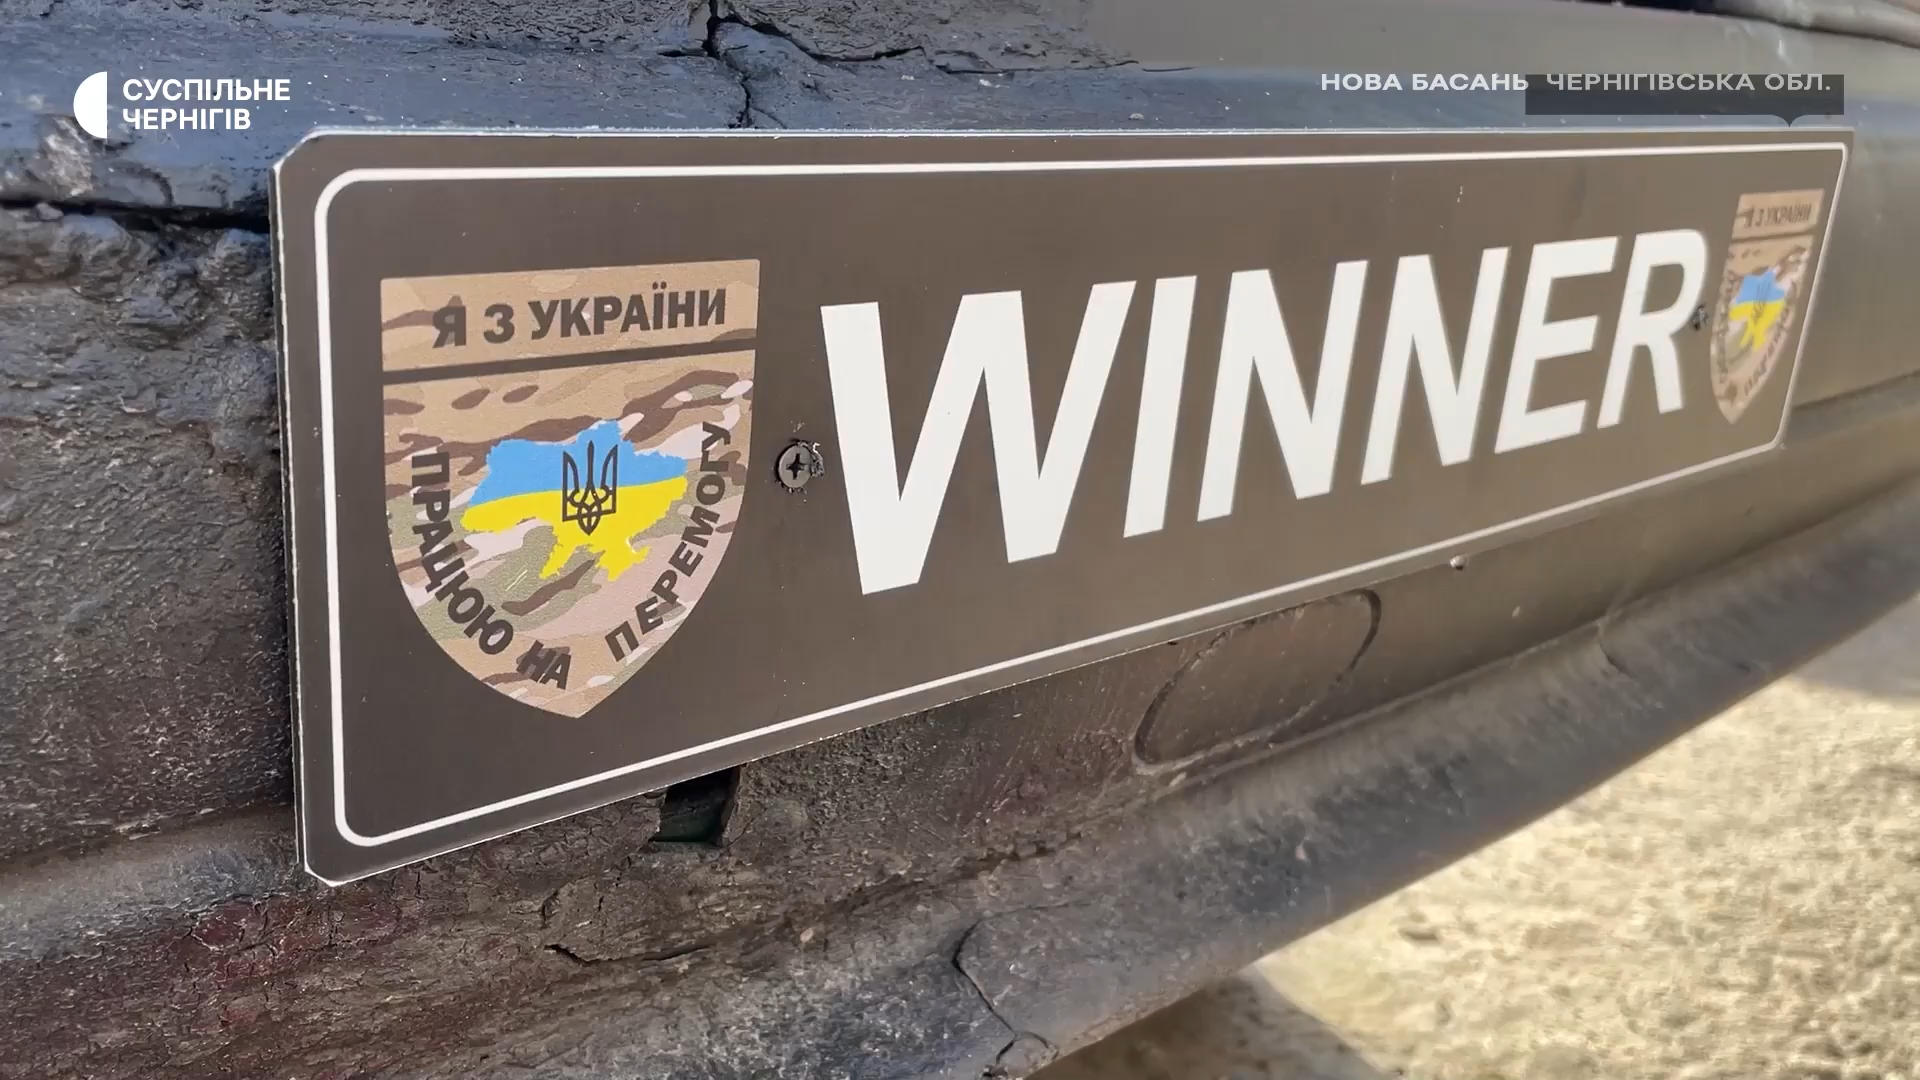 СУСПІЛЬНЕ
ЧЕРНІГІВ
НОВА БАСАНЬ ЧЕРНІГІВСЬКА ОБЛ.
Я З УКРАЇНИ
ПРАЦЮЮ НА ПЕРЕМОГУ
WINNER
Я З УКРАЇНИ